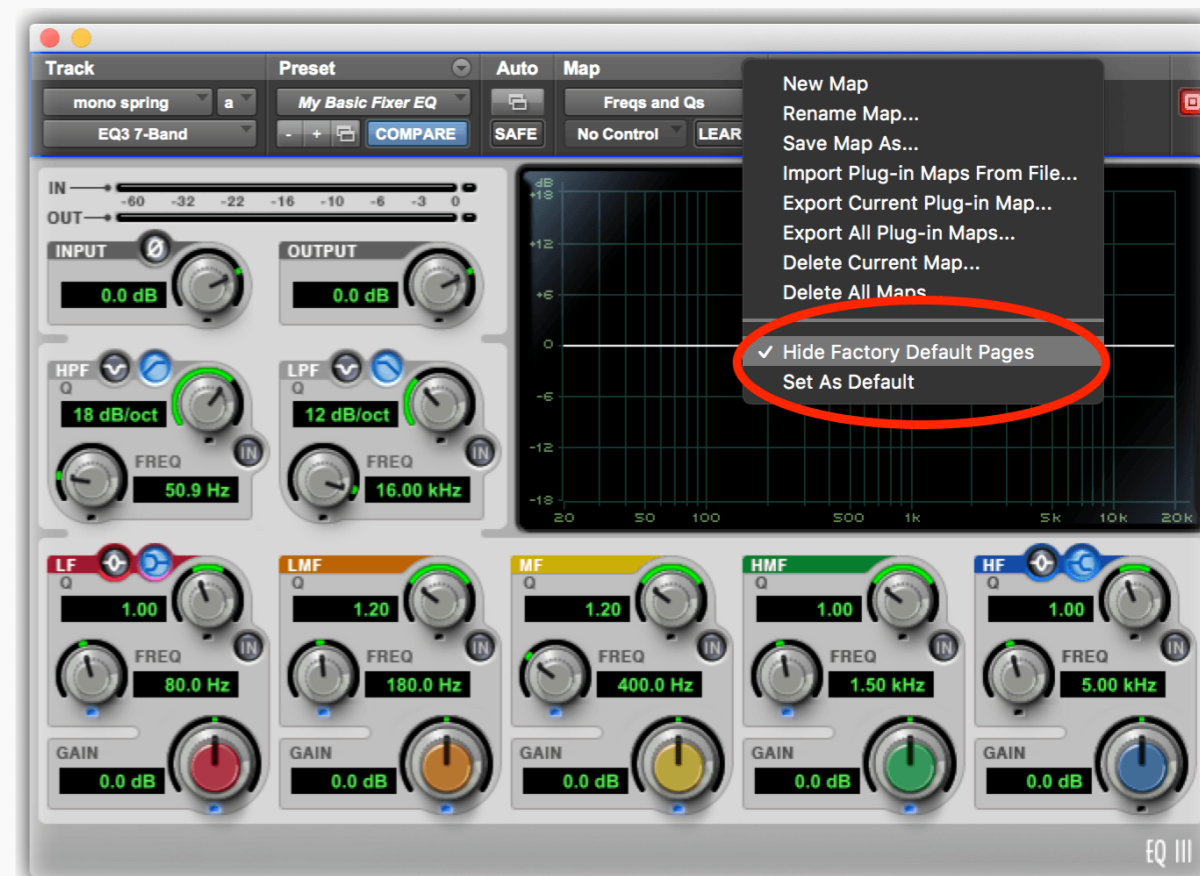 Track
Preset
Auto
Map
mono spring
a
My Basic Fixer EQ
Freqs and Qs
EQ3 7-Band
-
+
COMPARE
SAFE
No Control
LEAR
New Map
Rename Map...
Save Map As...
Import Plug-in Maps From File...
Export Current Plug-in Map...
Export All Plug-in Maps...
Delete Current Map...
Delete All Maps
✓ Hide Factory Default Pages
Set As Default
IN
-60 -32 -22 -16 -10 -6 -3 0
OUT
INPUT
Ø
0.0 dB
OUTPUT
0.0 dB
HPF
Q
18 dB/oct
FREQ
IN
50.9 Hz
LPF
Q
12 dB/oct
FREQ
IN
16.00 kHz
dB
+18
+12
+6
0
-6
-12
-18
20 50 100 500 1k 5k 10k 20k
LF
Q
1.00
FREQ
IN
80.0 Hz
GAIN
0.0 dB
LMF
Q
1.20
FREQ
IN
180.0 Hz
GAIN
0.0 dB
MF
Q
1.20
FREQ
IN
400.0 Hz
GAIN
0.0 dB
HMF
Q
1.00
FREQ
IN
1.50 kHz
GAIN
0.0 dB
HF
Q
1.00
FREQ
IN
5.00 kHz
GAIN
0.0 dB
EQ III